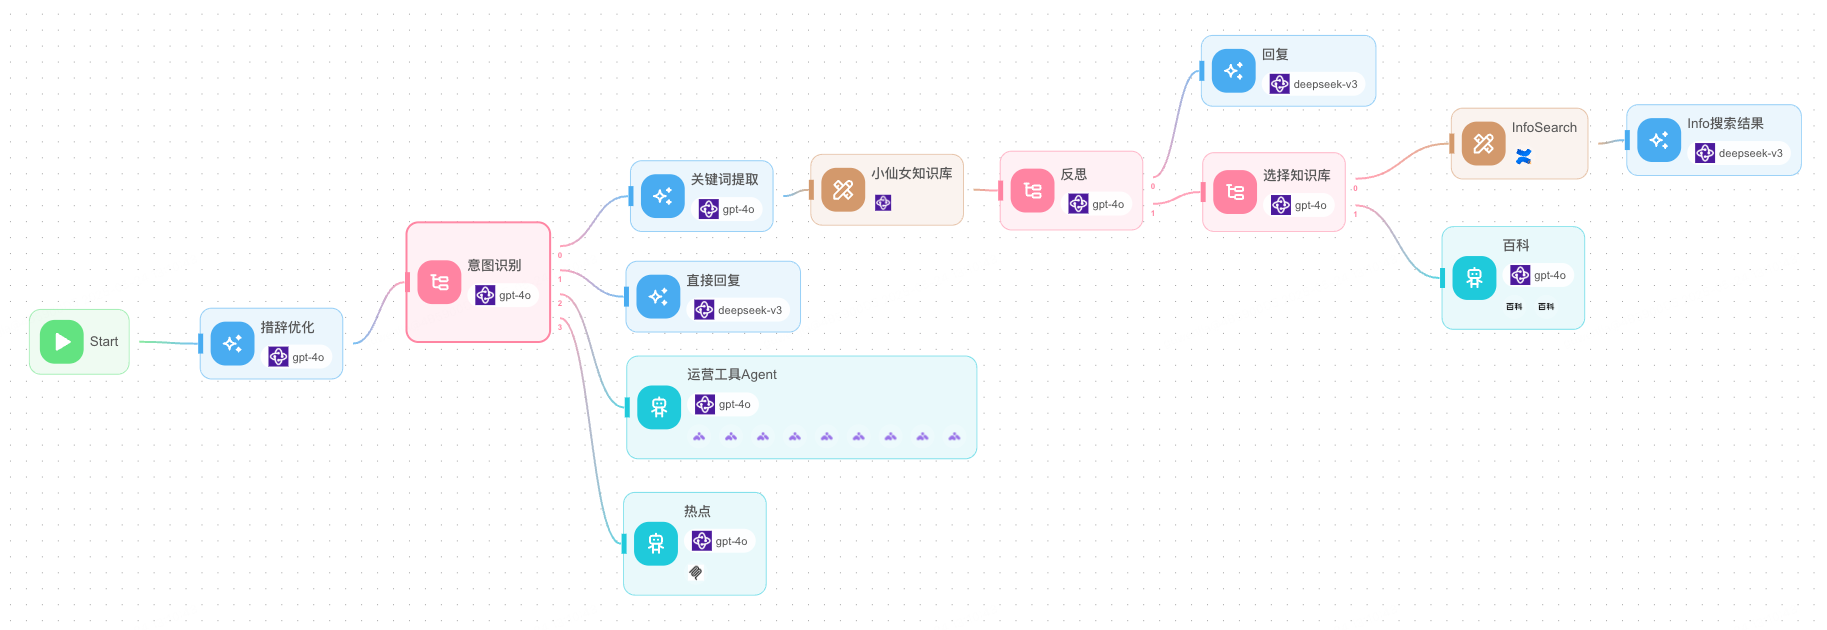 Start
措辞优化
gpt-4o
意图识别
gpt-4o
0
1
2
3
关键词提取
gpt-4o
直接回复
deepseek-v3
运营工具Agent
gpt-4o
热点
gpt-4o
小仙女知识库
反思
gpt-4o
0
1
回复
deepseek-v3
选择知识库
gpt-4o
0
1
InfoSearch
Info搜索结果
deepseek-v3
百科
gpt-4o
百科 百科